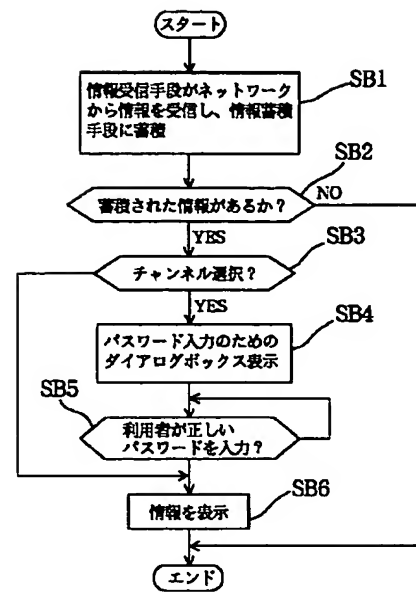 スタート
SB1
情報受信手段がネットワーク
から情報を受信し、情報蓄積
手段に蓄積
SB2
蓄積された情報があるか？
NO
YES
SB3
チャンネル選択？
YES
SB4
パスワード入力のための
ダイアログボックス表示
SB5
利用者が正しい
パスワードを入力？
SB6
情報を表示
エンド